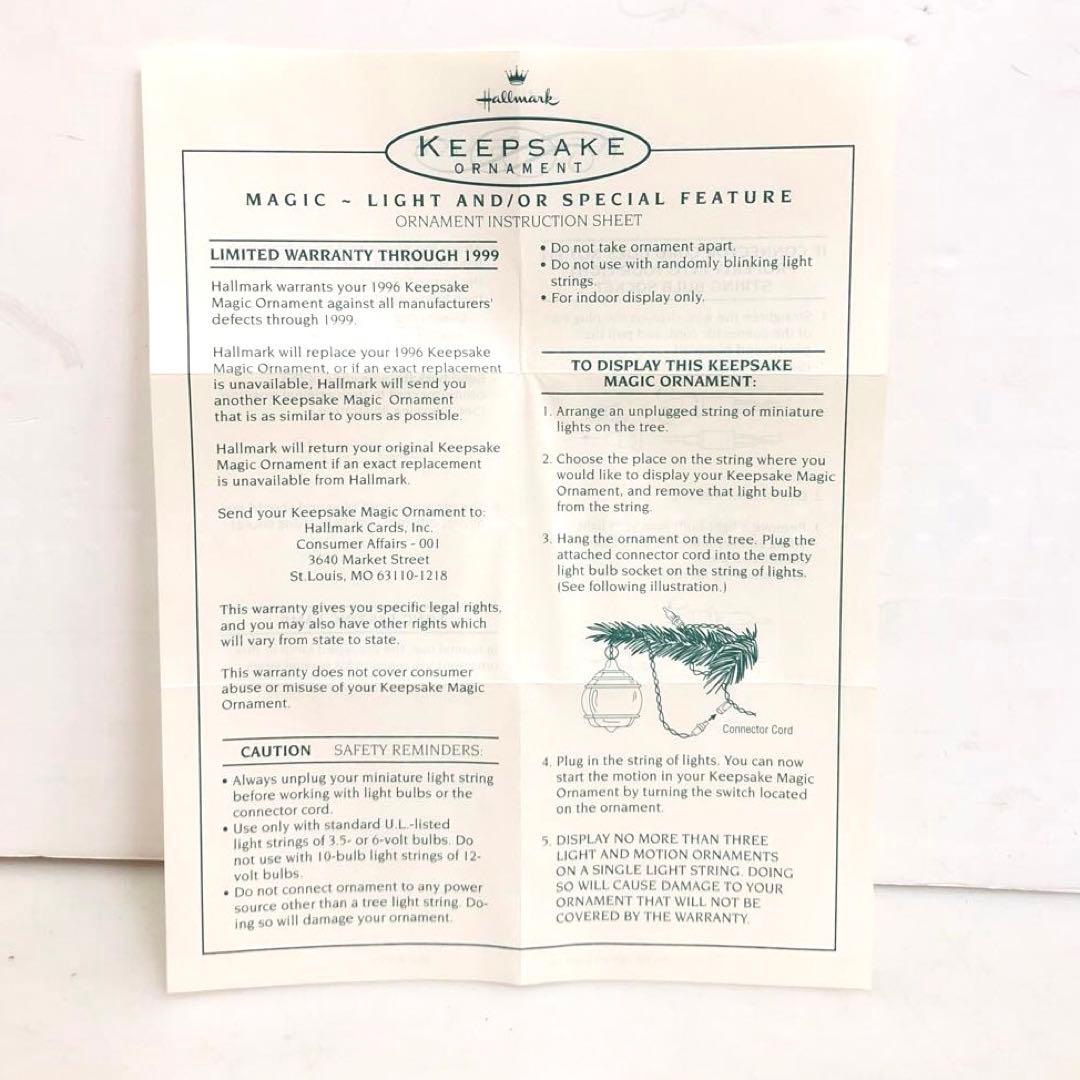 Hallmark
KEEPSAKE
ORNAMENT
MAGIC ~ LIGHT AND/OR SPECIAL FEATURE
ORNAMENT INSTRUCTION SHEET
LIMITED WARRANTY THROUGH 1999
Hallmark warrants your 1996 Keepsake
Magic Ornament against all manufacturers'
defects through 1999.
Hallmark will replace your 1996 Keepsake
Magic Ornament, or if an exact replacement
is unavailable, Hallmark will send you
another Keepsake Magic Ornament
that is as similar to yours as possible.
Hallmark will return your original Keepsake
Magic Ornament if an exact replacement
is unavailable from Hallmark.
Send your Keepsake Magic Ornament to:
Hallmark Cards, Inc.
Consumer Affairs - 001
3640 Market Street
St.Louis, MO 63110-1218
This warranty gives you specific legal rights,
and you may also have other rights which
will vary from state to state.
This warranty does not cover consumer
abuse or misuse of your Keepsake Magic
Ornament.
CAUTION SAFETY REMINDERS:
• Always unplug your miniature light string
before working with light bulbs or the
connector cord.
• Use only with standard U.L.-listed
light strings of 3.5- or 6-volt bulbs. Do
not use with 10-bulb light strings of 12-
volt bulbs.
• Do not connect ornament to any power
source other than a tree light string. Do-
ing so will damage your ornament.
• Do not take ornament apart.
• Do not use with randomly blinking light
strings.
• For indoor display only.
TO DISPLAY THIS KEEPSAKE
MAGIC ORNAMENT:
1. Arrange an unplugged string of miniature
lights on the tree.
2. Choose the place on the string where you
would like to display your Keepsake Magic
Ornament, and remove that light bulb
from the string.
3. Hang the ornament on the tree. Plug the
attached connector cord into the empty
light bulb socket on the string of lights.
(See following illustration.)
Connector Cord
4. Plug in the string of lights. You can now
start the motion in your Keepsake Magic
Ornament by turning the switch located
on the ornament.
5. DISPLAY NO MORE THAN THREE
LIGHT AND MOTION ORNAMENTS
ON A SINGLE LIGHT STRING. DOING
SO WILL CAUSE DAMAGE TO YOUR
ORNAMENT THAT WILL NOT BE
COVERED BY THE WARRANTY.